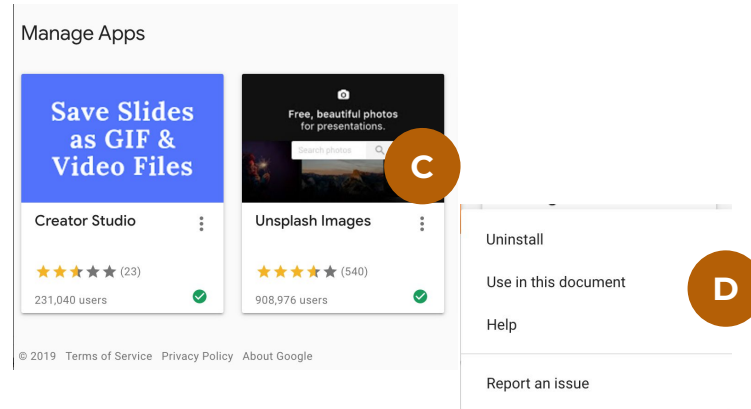 Manage Apps
Save Slides
as GIF &
Video Files
Free, beautiful photos
for presentations.
Search photos
C
Creator Studio
Unsplash Images
(23)
(540)
231,040 users
908,976 users
© 2019 Terms of Service Privacy Policy About Google
Uninstall
Use in this document
D
Help
Report an issue